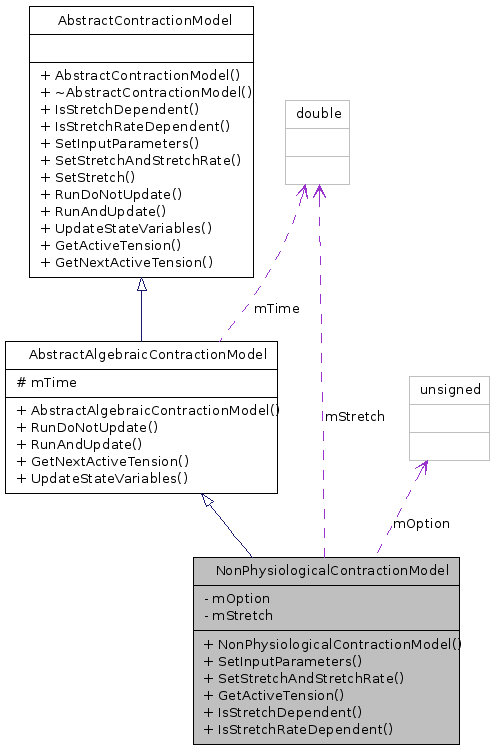 AbstractContractionModel
+ AbstractContractionModel()
+ ~AbstractContractionModel()
+ IsStretchDependent()
+ IsStretchRateDependent()
+ SetInputParameters()
+ SetStretchAndStretchRate()
+ SetStretch()
+ RunDoNotUpdate()
+ RunAndUpdate()
+ UpdateStateVariables()
+ GetActiveTension()
+ GetNextActiveTension()
double
mTime
AbstractAlgebraicContractionModel
# mTime
+ AbstractAlgebraicContractionModel()
+ RunDoNotUpdate()
+ RunAndUpdate()
+ GetNextActiveTension()
+ UpdateStateVariables()
mStretch
unsigned
mOption
NonPhysiologicalContractionModel
- mOption
- mStretch
+ NonPhysiologicalContractionModel()
+ SetInputParameters()
+ SetStretchAndStretchRate()
+ GetActiveTension()
+ IsStretchDependent()
+ IsStretchRateDependent()